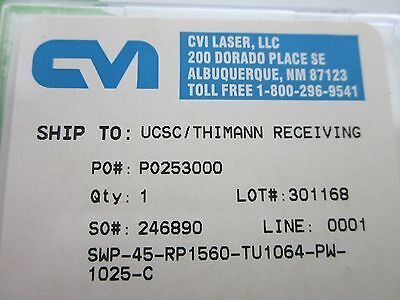 CVI
CVI LASER, LLC
200 DORADO PLACE SE
ALBUQUERQUE, NM 87123
TOLL FREE 1-800-296-9541
SHIP TO: UCSC/THIMANN RECEIVING
PO#: P0253000
Qty: 1 LOT#:301168
SO#: 246890 LINE: 0001
SWP-45-RP1560-TU1064-PW-
1025-C